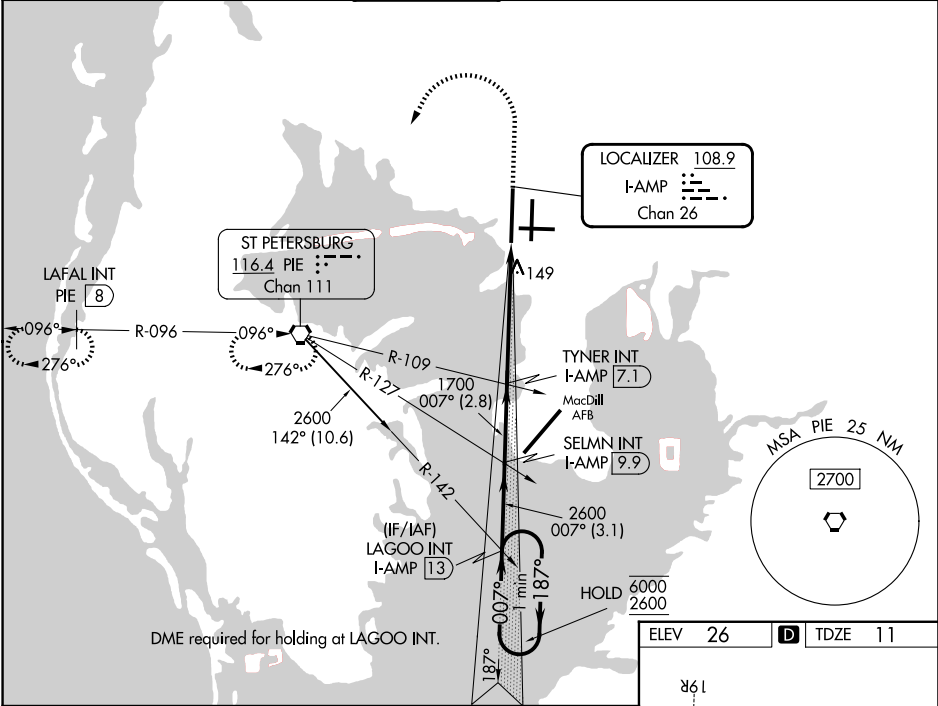 LOCALIZER 108.9
I-AMP
Chan 26
ST PETERSBURG
116.4 PIE
Chan 111
LAFAL INT
PIE 8
149
096°
R-096
096°
276°
276°
R-109
R-127
TYNER INT
I-AMP 7.1
1700
007° (2.8)
MacDill
AFB
2600
142° (10.6)
SELMN INT
I-AMP 9.9
R-142
MSA PIE 25 NM
2700
2600
007° (3.1)
(IF/IAF)
LAGOO INT
I-AMP 13
007°
1 min
187°
HOLD 6000
2600
DME required for holding at LAGOO INT.
187°
ELEV 26 D TDZE 11
19R